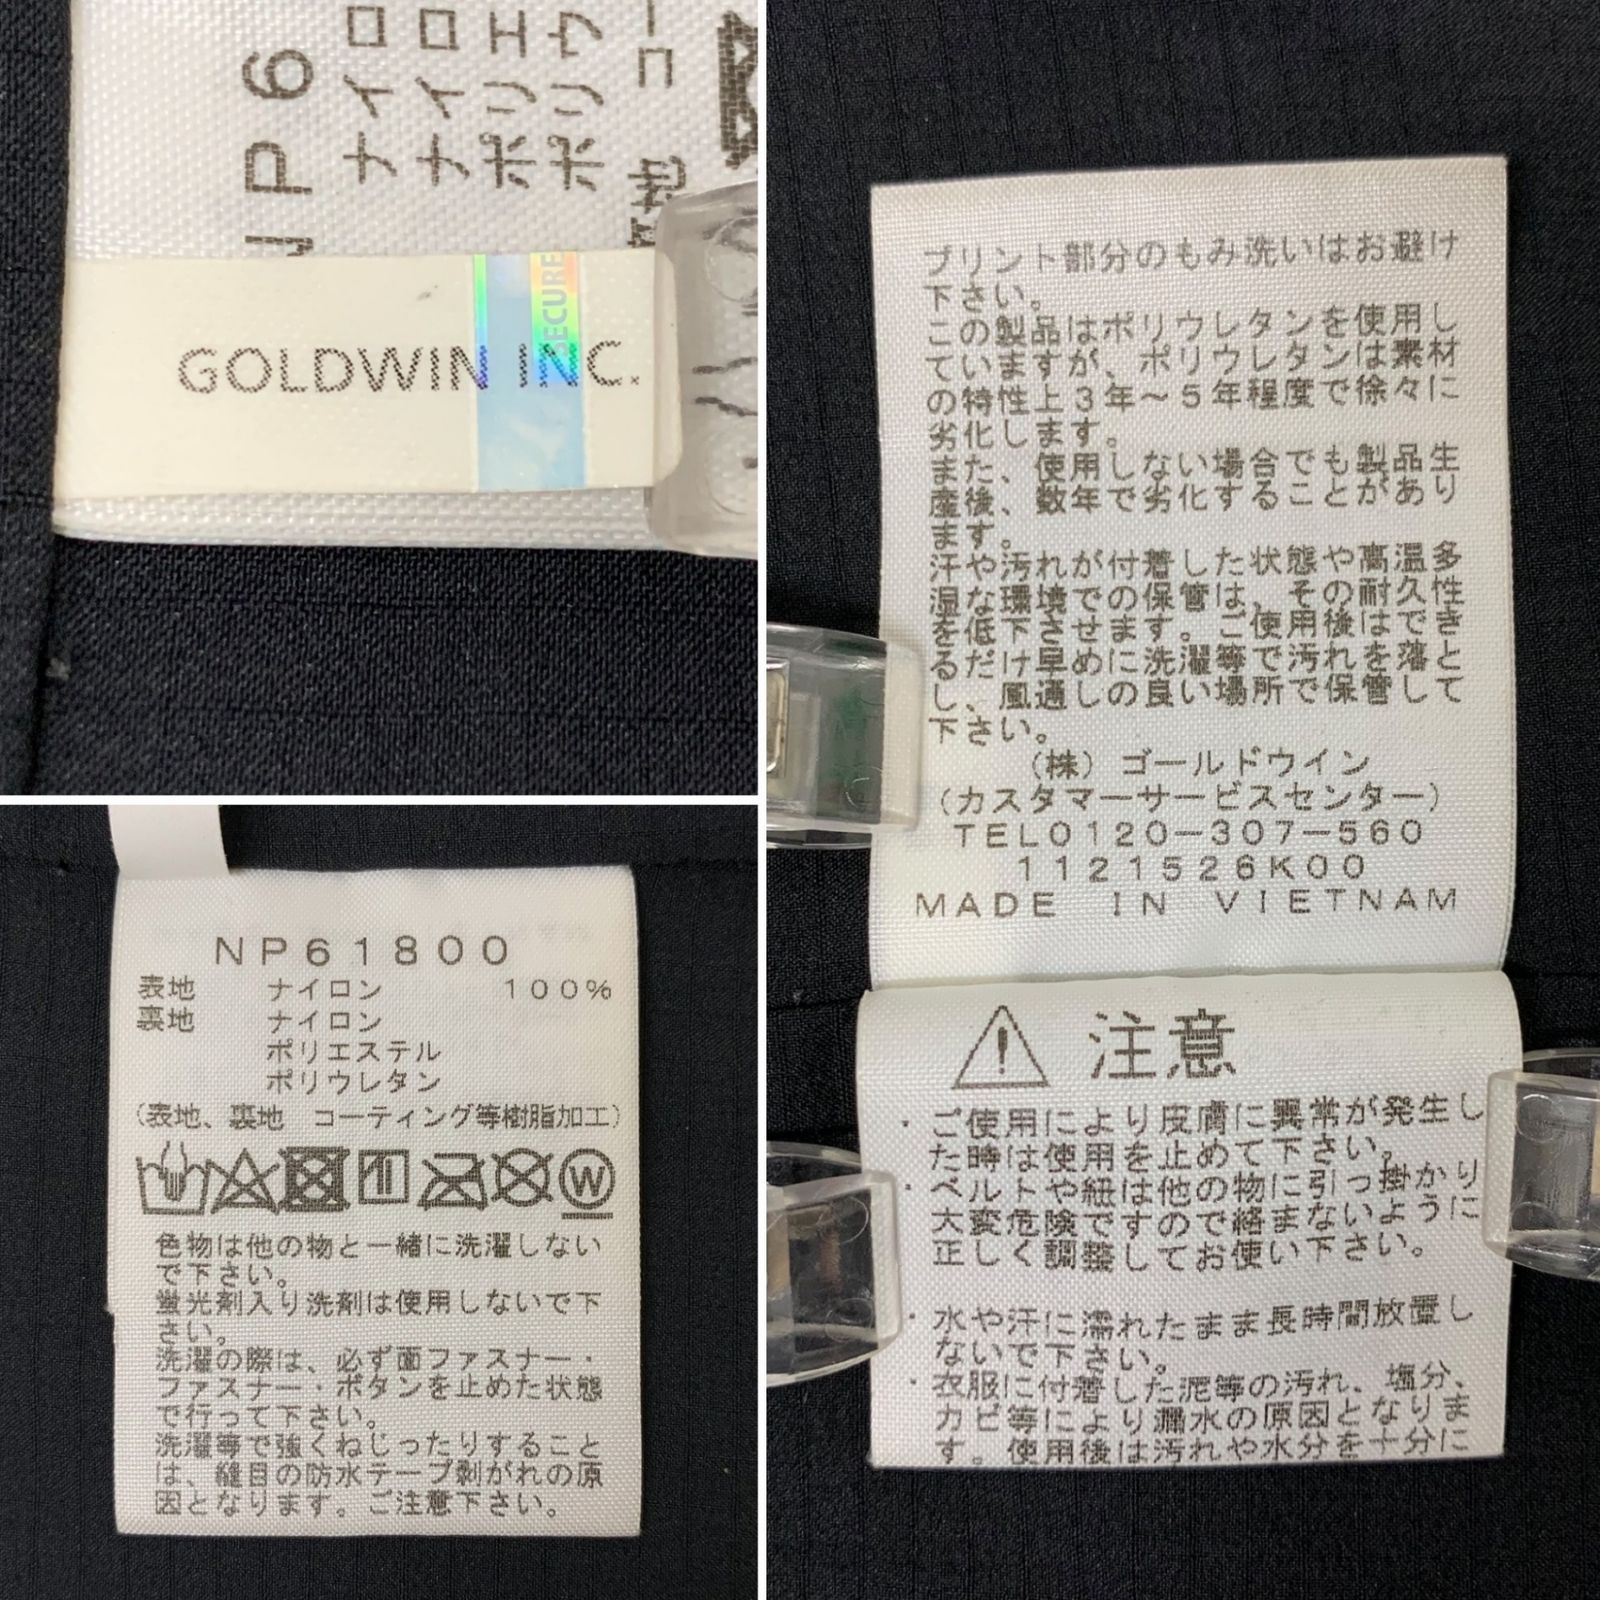 NP6
ナイロ
ナイロ
ポリエ
ポリウ
地 コー
SECURE
GOLDWIN INC.
NP61800
表地 ナイロン 100%
裏地 ナイロン
ポリエステル
ポリウレタン
(表地、裏地 コーティング等樹脂加工)
W
色物は他の物と一緒に洗濯しない
で下さい。
蛍光剤入り洗剤は使用しないで下
さい。
洗濯の際は、必ず面ファスナー・
ファスナー・ボタンを止めた状態
で行って下さい。
洗濯等で強くねじったりすること
は、縫目の防水テープ剥がれの原
因となります。ご注意下さい。
プリント部分のもみ洗いはお避け
下さい。
この製品はポリウレタンを使用し
ていますが、ポリウレタンは素材
の特性上3年〜5年程度で徐々に
劣化します。
また、使用しない場合でも製品生
産後、数年で劣化することがあり
ます。
汗や汚れが付着した状態や高温多
湿な環境での保管は、その耐久性
を低下させます。ご使用後はでき
るだけ早めに洗濯等で汚れを落と
し、風通しの良い場所で保管して
下さい。
(株)ゴールドウイン
(カスタマーサービスセンター)
TEL0120-307-560
1121526K00
MADE IN VIETNAM
注意
・ご使用により皮膚に異常が発生し
た時は使用を止めて下さい。
・ベルトや紐は他の物に引っ掛かり
大変危険ですので絡まないように
正しく調整してお使い下さい。
・水や汗に濡れたまま長時間放置し
ないで下さい。
・衣服に付着した泥等の汚れ、塩分、
カビ等により漏水の原因となりま
す。使用後は汚れや水分を十分に